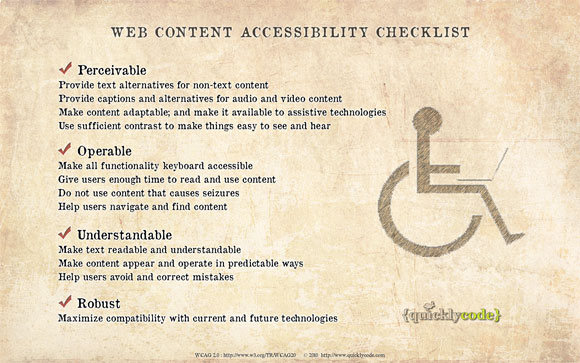 WEB CONTENT ACCESSIBILITY CHECKLIST
Perceivable
Provide text alternatives for non-text content
Provide captions and alternatives for audio and video content
Make content adaptable; and make it available to assistive technologies
Use sufficient contrast to make things easy to see and hear
Operable
Make all functionality keyboard accessible
Give users enough time to read and use content
Do not use content that causes seizures
Help users navigate and find content
Understandable
Make text readable and understandable
Make content appear and operate in predictable ways
Help users avoid and correct mistakes
Robust
Maximize compatibility with current and future technologies
{quicklycode}
WCAG 2.0 : http://www.w3.org/TR/WCAG20 © 2010 http://www.quicklycode.com